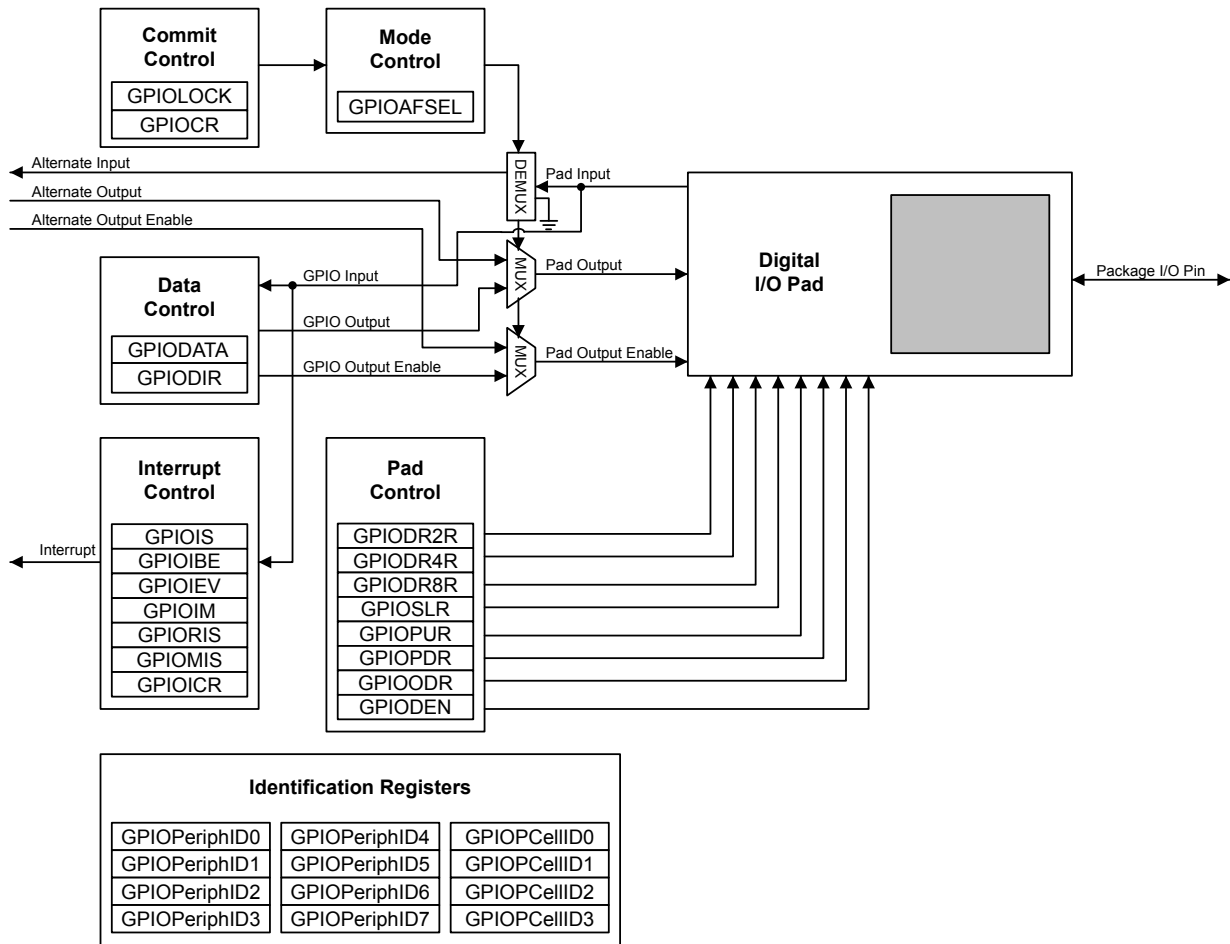 Commit
Control
GPIOLOCK
GPIOCR
Mode
Control
GPIOAFSEL
Alternate Input
Alternate Output
Alternate Output Enable
DEMUX
Pad Input
MUX
Pad Output
MUX
Pad Output Enable
Digital
I/O Pad
Package I/O Pin
Data
Control
GPIODATA
GPIODIR
GPIO Input
GPIO Output
GPIO Output Enable
Interrupt
Control
GPIOIS
GPIOIBE
GPIOIEV
GPIOIM
GPIORIS
GPIOMIS
GPIOICR
Interrupt
Pad
Control
GPIODR2R
GPIODR4R
GPIODR8R
GPIOSLR
GPIOPUR
GPIOPDR
GPIOODR
GPIODEN
Identification Registers
GPIOPeriphID0
GPIOPeriphID1
GPIOPeriphID2
GPIOPeriphID3
GPIOPeriphID4
GPIOPeriphID5
GPIOPeriphID6
GPIOPeriphID7
GPIOPCellID0
GPIOPCellID1
GPIOPCellID2
GPIOPCellID3